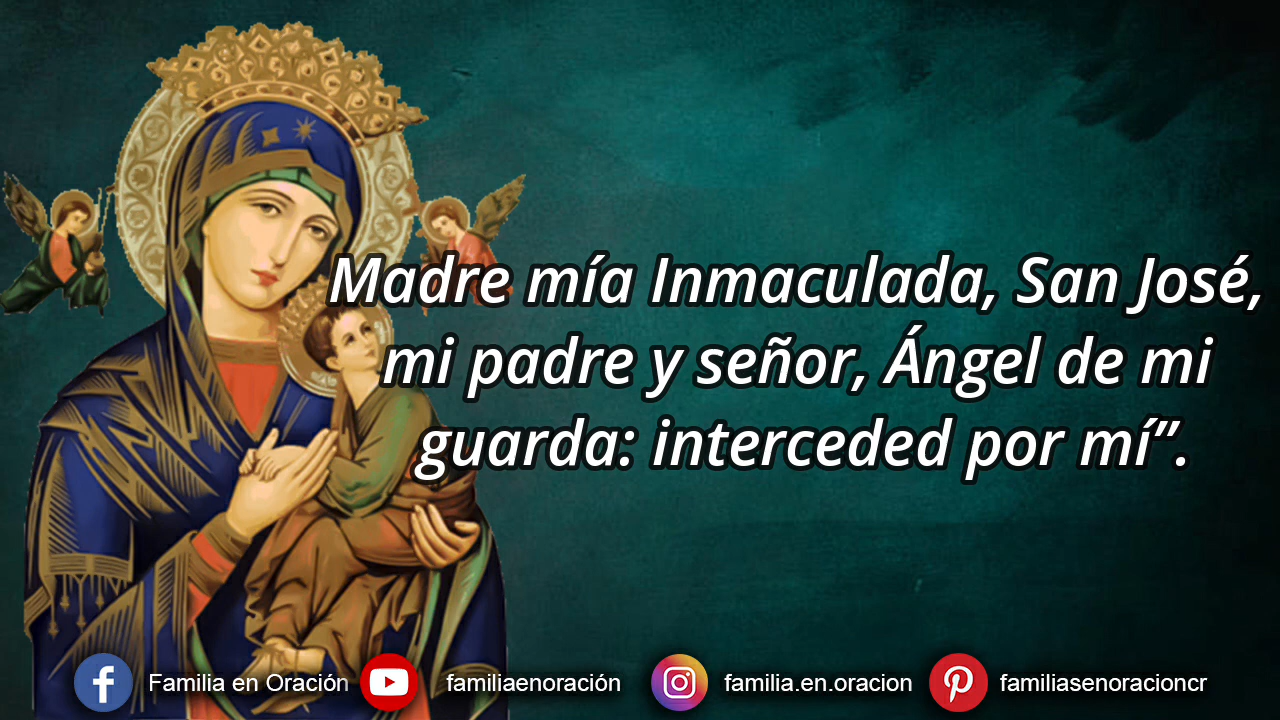 Madre mía Inmaculada, San José,
mi padre y señor, Ángel de mi
guarda: interceded por mí”.
Familia en Oración familiaenoración familia.en.oracion familiasenoracioncr